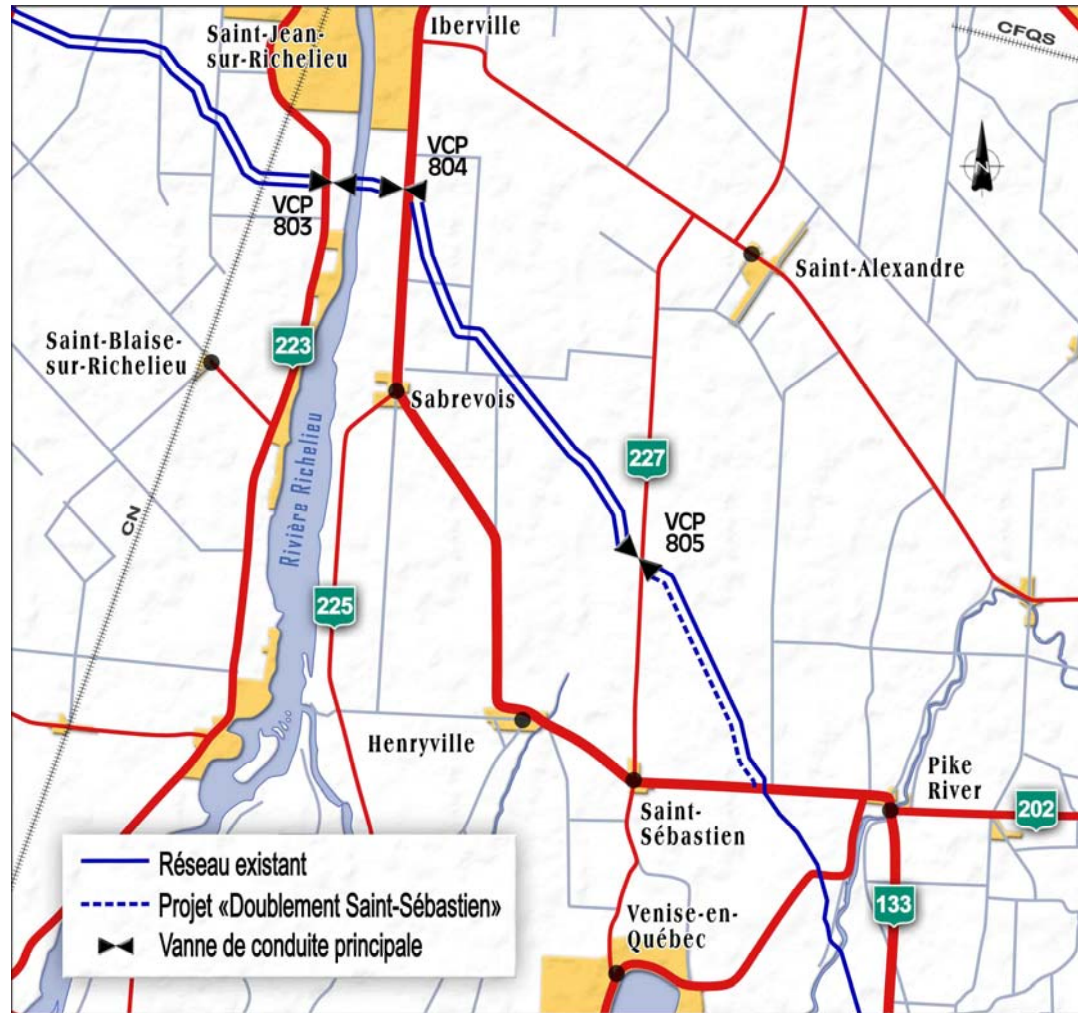 Saint-Jean-
sur-Richelieu
Iberville
CFQS
N
VCP
804
VCP
803
Saint-Alexandre
223
Saint-Blaise-
sur-Richelieu
Sabrevois
Rivière Richelieu
227
CN
VCP
805
225
Henryville
Pike
River
Saint-
Sébastien
202
Réseau existant
Projet «Doublement Saint-Sébastien»
Vanne de conduite principale
Venise-en-
Québec
133